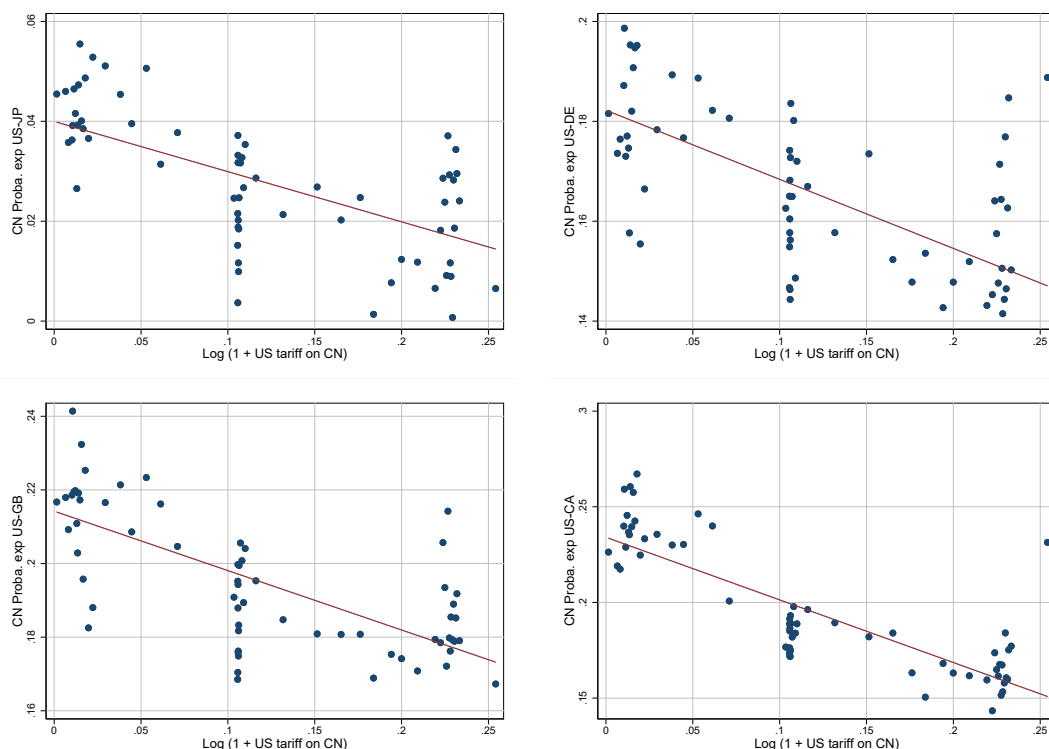 .06
.04
.02
0
CN Proba. exp US-JP
0 .05 .1 .15 .2 .25
Log (1 + US tariff on CN)
.2
.18
.16
.14
CN Proba. exp US-DE
0 .05 .1 .15 .2 .25
Log (1 + US tariff on CN)
.24
.22
.2
.18
.16
CN Proba. exp US-GB
0 .05 .1 .15 .2 .25
Log (1 + US tariff on CN)
.3
.25
.2
.15
CN Proba. exp US-CA
0 .05 .1 .15 .2 .25
Log (1 + US tariff on CN)